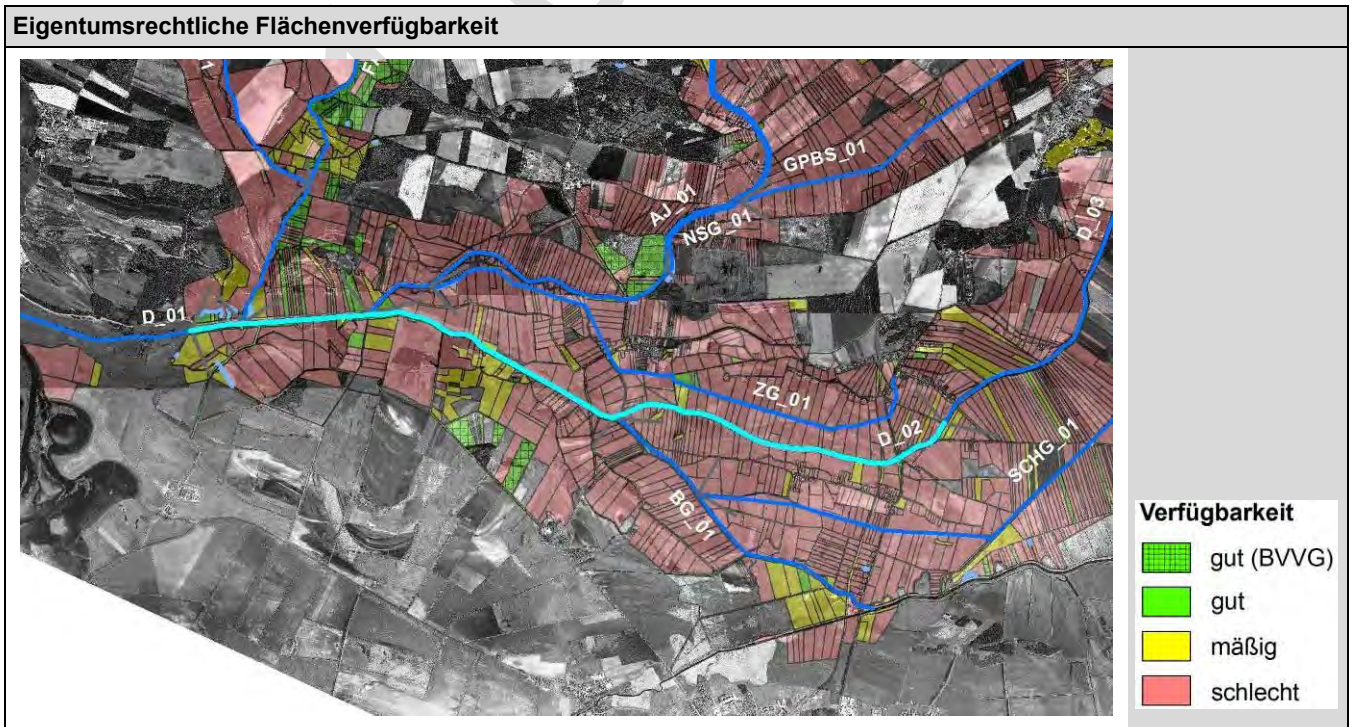 Eigentumsrechtliche Flächenverfügbarkeit
GPBS_01
AJ_01
NSG_01
D_03
D_01
ZG_01
D_02
SCHG_01
BG_01
Verfügbarkeit
gut (BVVG)
gut
mäßig
schlecht